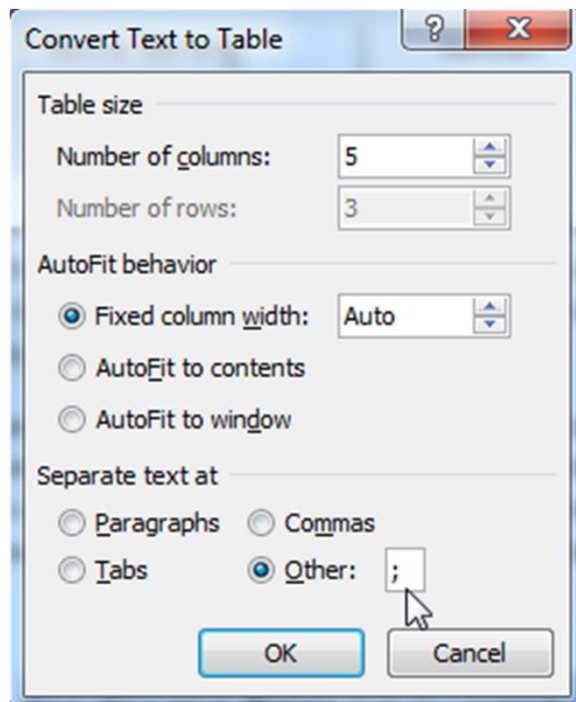 Convert Text to Table
?
Table size
Number of columns: 5
Number of rows: 3
AutoFit behavior
Fixed column width: Auto
AutoFit to contents
AutoFit to window
Separate text at
Paragraphs Commas
Tabs Other: ;
OK Cancel